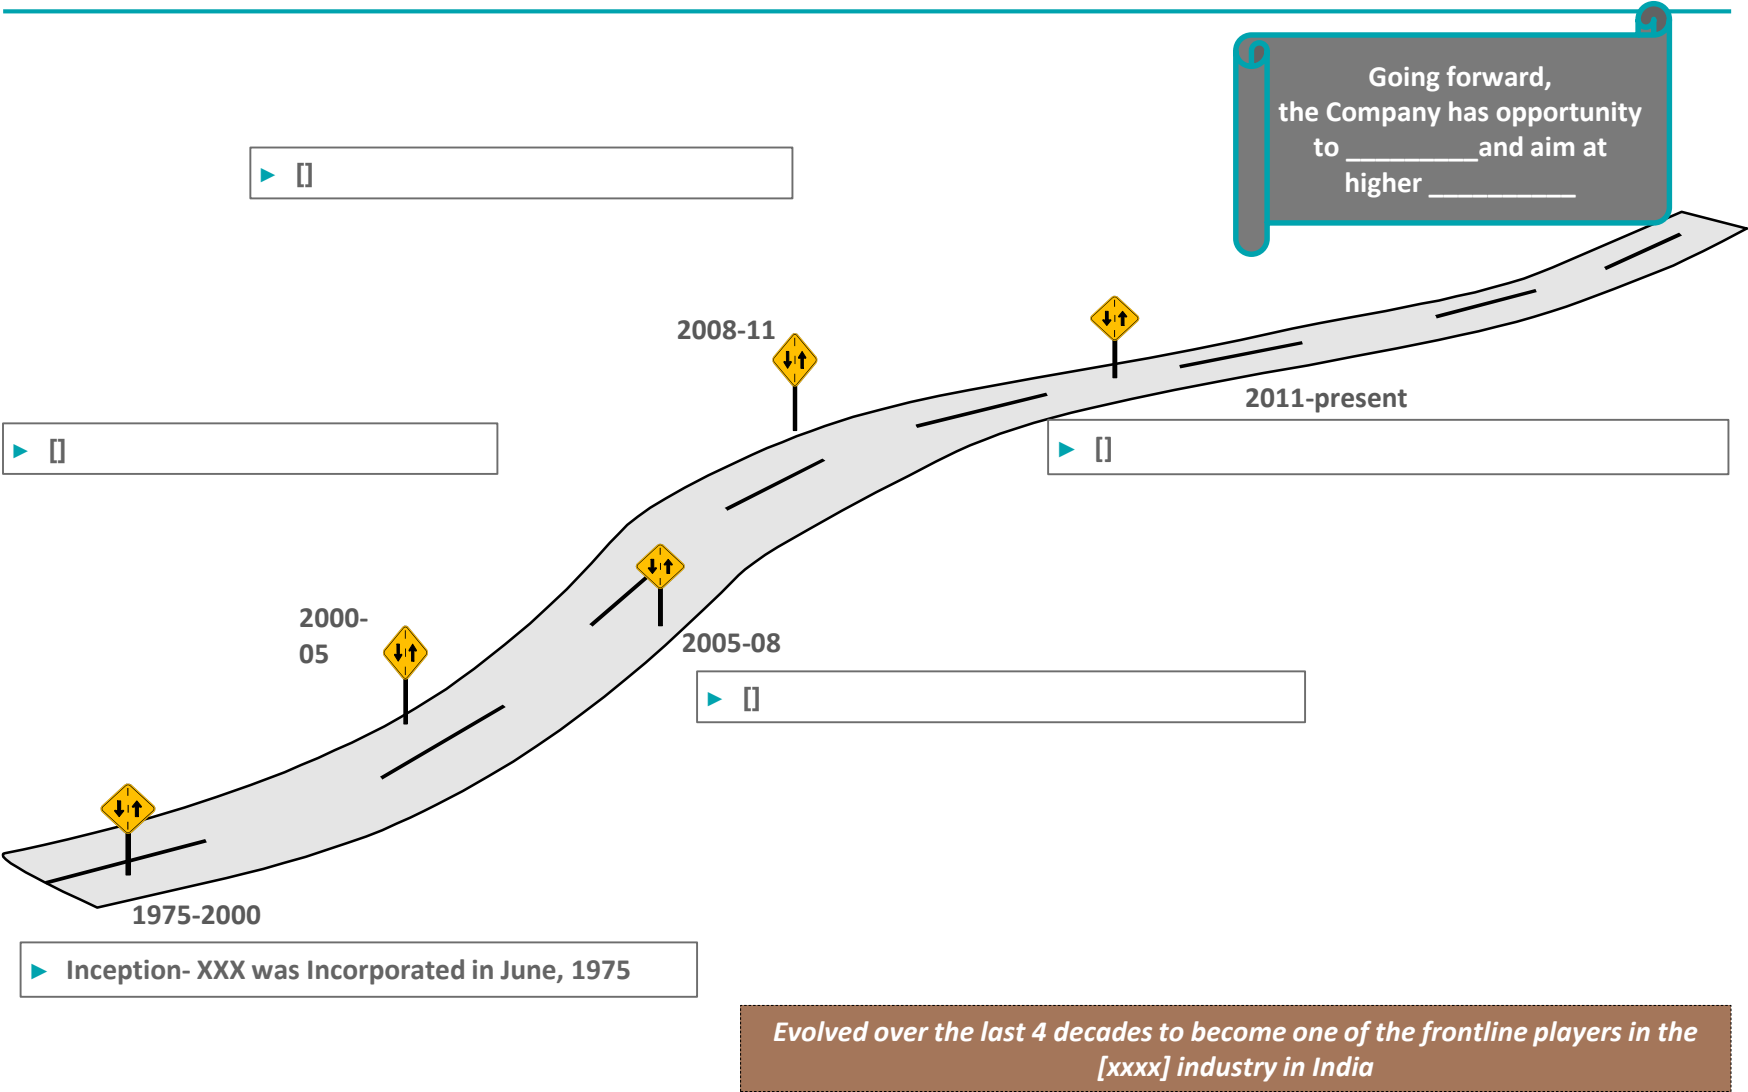 Going forward,
the Company has opportunity
to _________and aim at
higher __________
► []
2008-11
2011-present
► []
► []
2000-
05
2005-08
► []
1975-2000
► Inception- XXX was Incorporated in June, 1975
Evolved over the last 4 decades to become one of the frontline players in the
[xxxx] industry in India